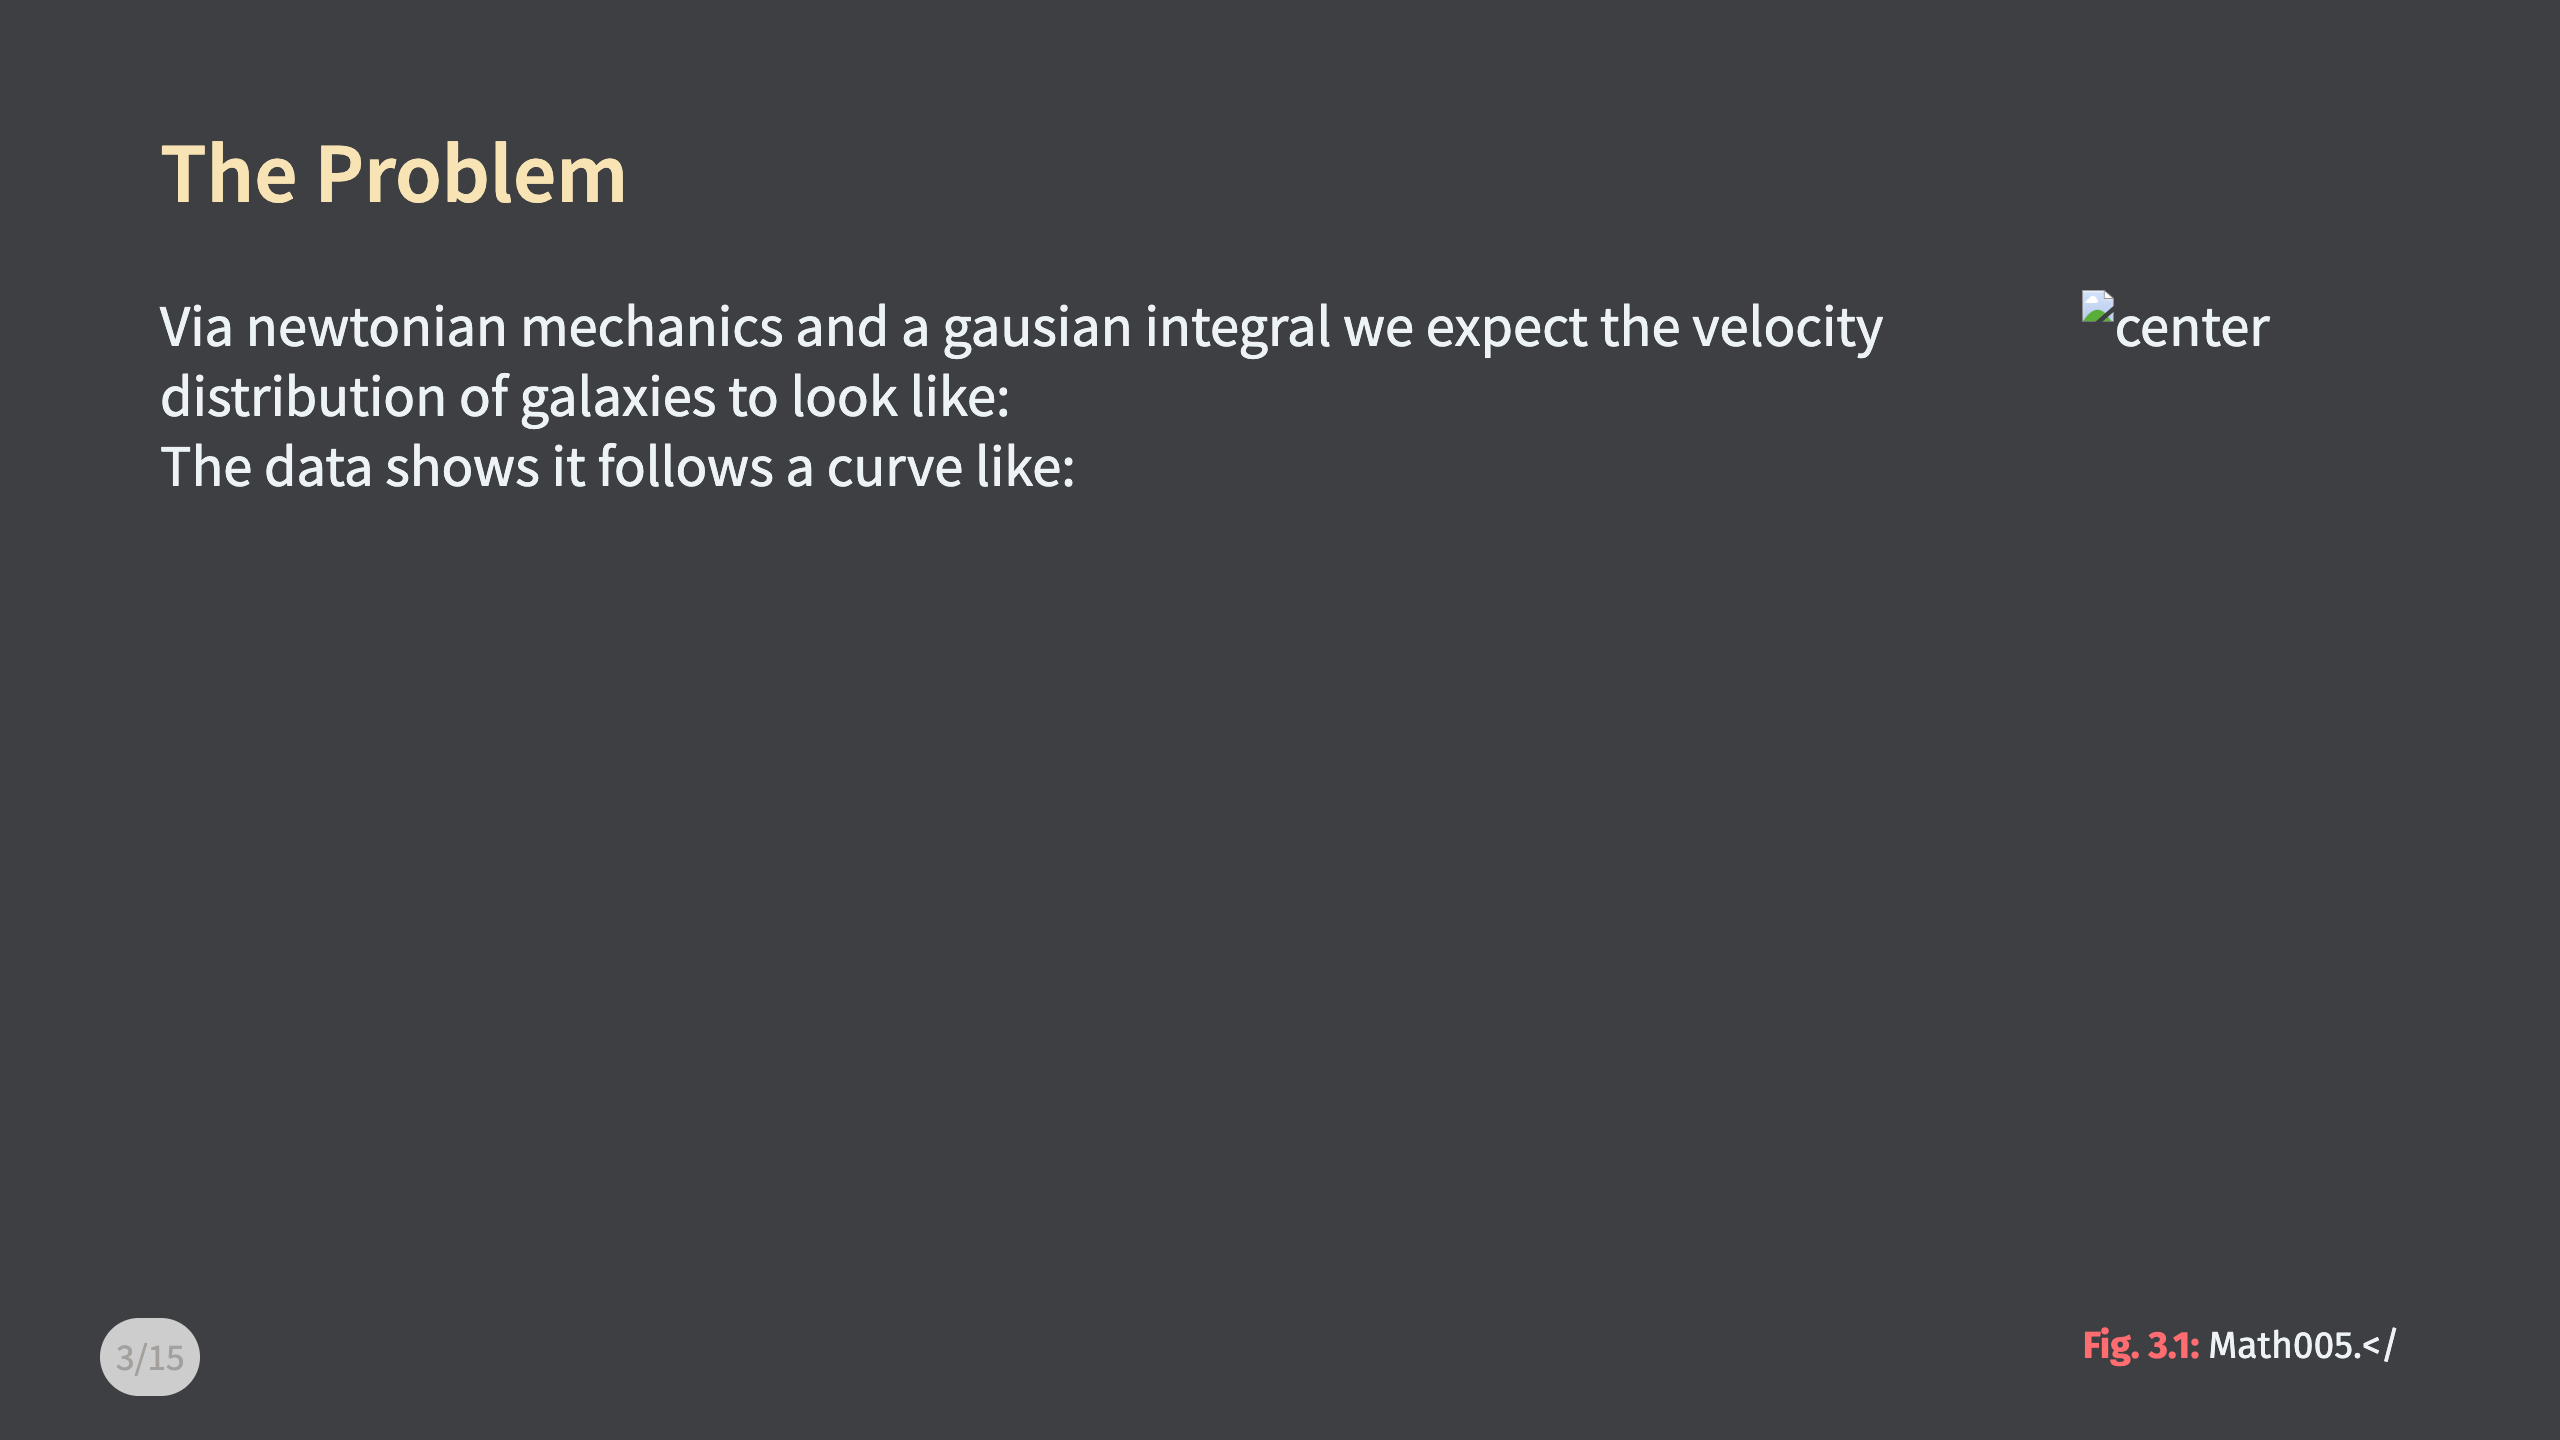 The Problem
Via newtonian mechanics and a gausian integral we expect the velocity
distribution of galaxies to look like:
The data shows it follows a curve like:
center
3/15
Fig. 3.1: Math005.</